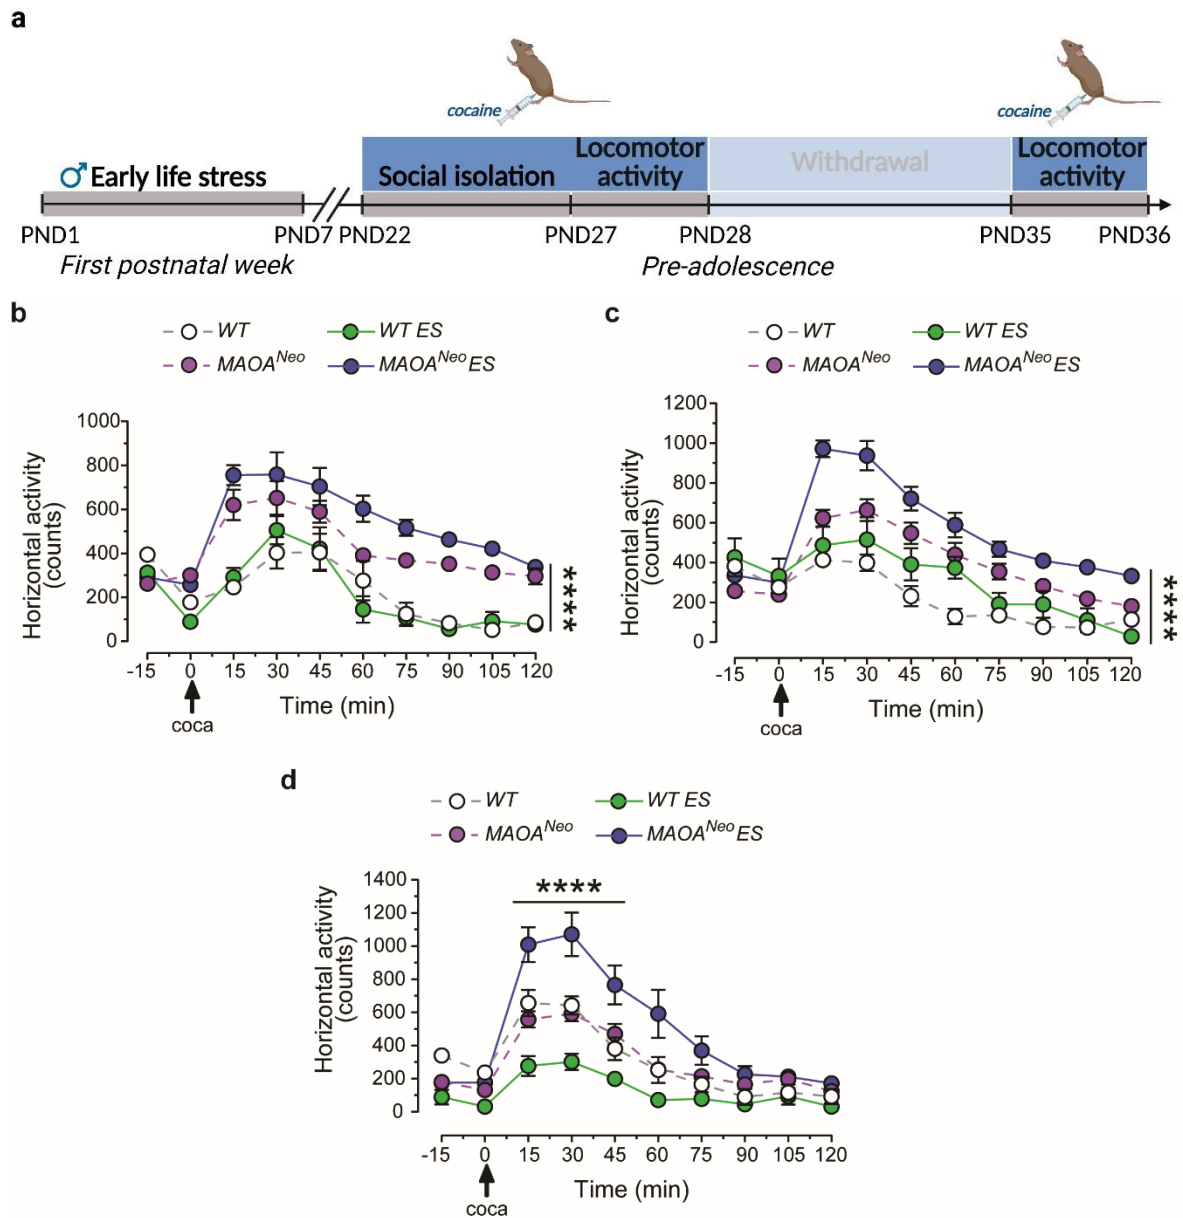 a
cocaine
cocaine
♂ Early life stress
Social isolation
Locomotor
activity
Withdrawal
Locomotor
activity
PND1
PND7
PND22
PND27
PND28
PND35
PND36
First postnatal week
Pre-adolescence
b
WT
WT ES
MAOA^Neo
MAOA^Neo ES
Horizontal activity
(counts)
1000
800
600
400
200
0
****
-15 0 15 30 45 60 75 90 105 120
Time (min)
coca
c
WT
WT ES
MAOA^Neo
MAOA^Neo ES
Horizontal activity
(counts)
1200
1000
800
600
400
200
0
****
-15 0 15 30 45 60 75 90 105 120
Time (min)
coca
d
WT
WT ES
MAOA^Neo
MAOA^Neo ES
Horizontal activity
(counts)
1400
1200
1000
800
600
400
200
0
****
-15 0 15 30 45 60 75 90 105 120
Time (min)
coca